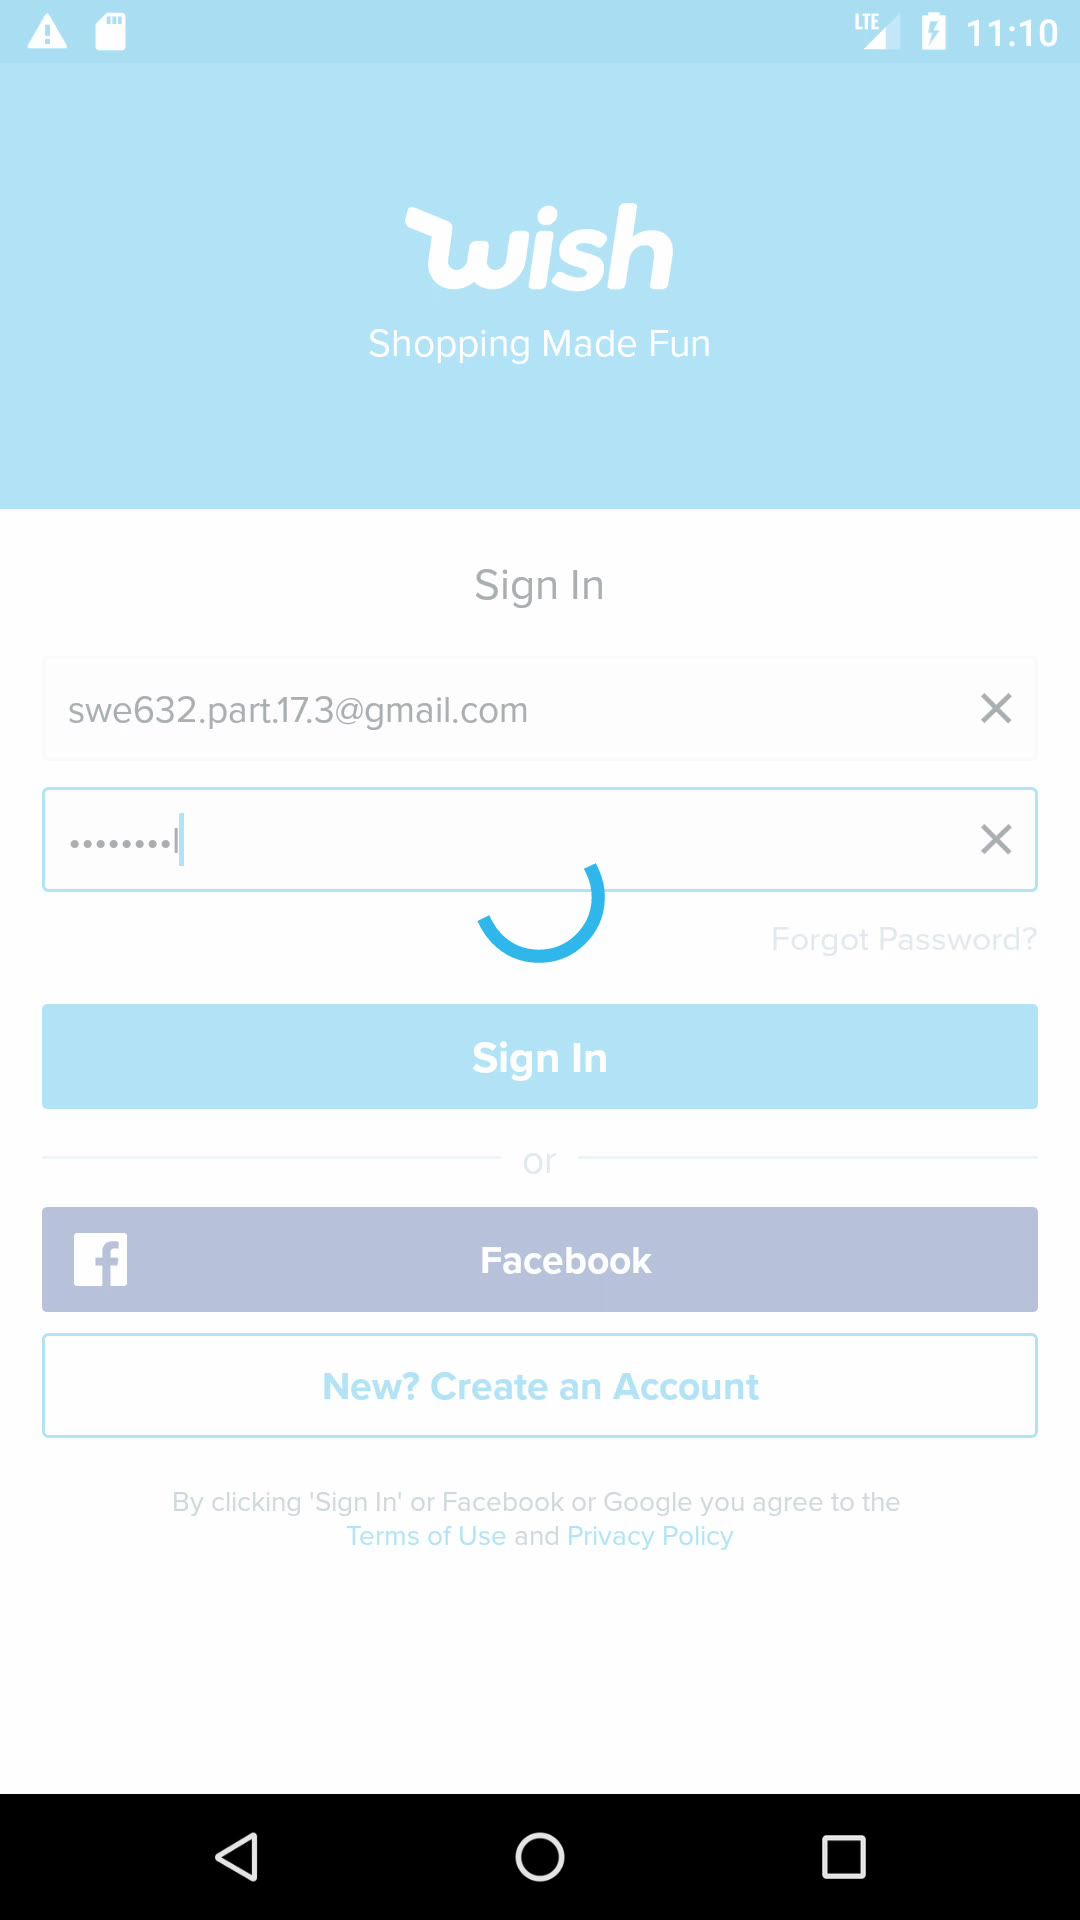 LTE 11:10
wish
Shopping Made Fun
Sign In
swe632.part.17.3@gmail.com
••••••••l
Forgot Password?
Sign In
or
Facebook
New? Create an Account
By clicking 'Sign In' or Facebook or Google you agree to the
Terms of Use and Privacy Policy